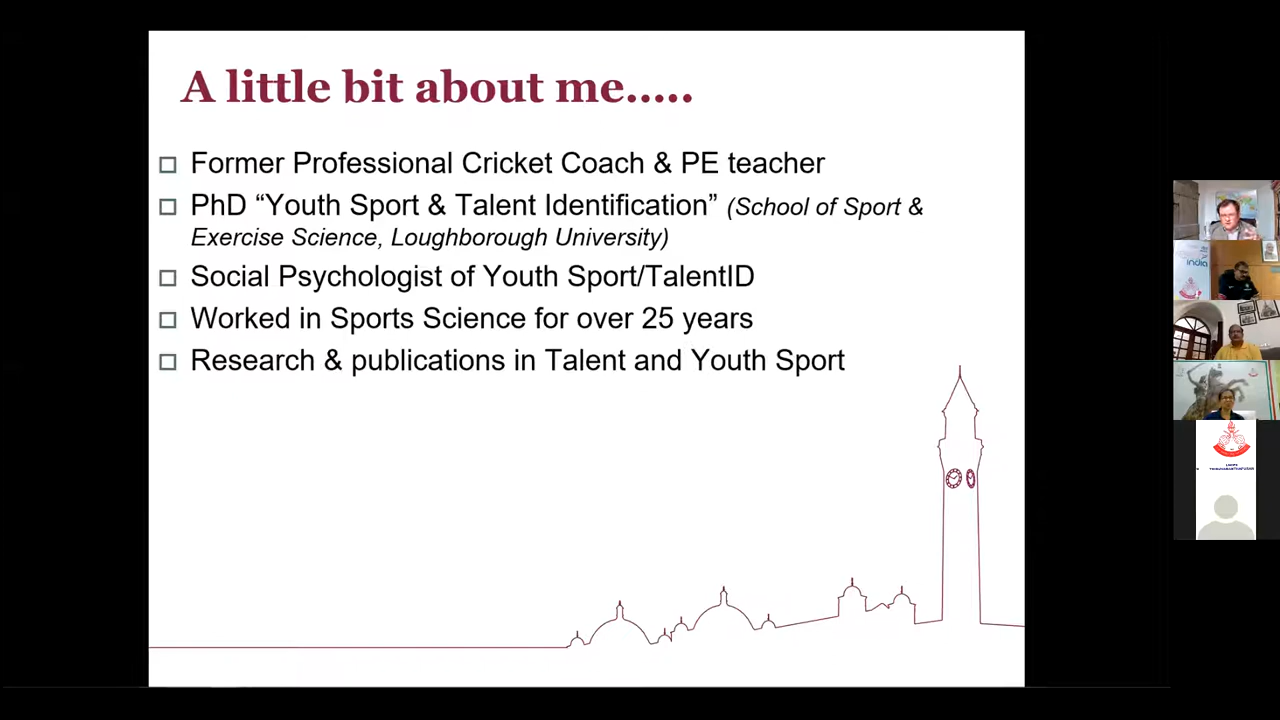 A little bit about me.....
Former Professional Cricket Coach & PE teacher
PhD “Youth Sport & Talent Identification” (School of Sport &
Exercise Science, Loughborough University)
Social Psychologist of Youth Sport/TalentID
Worked in Sports Science for over 25 years
Research & publications in Talent and Youth Sport
india
LNCPE